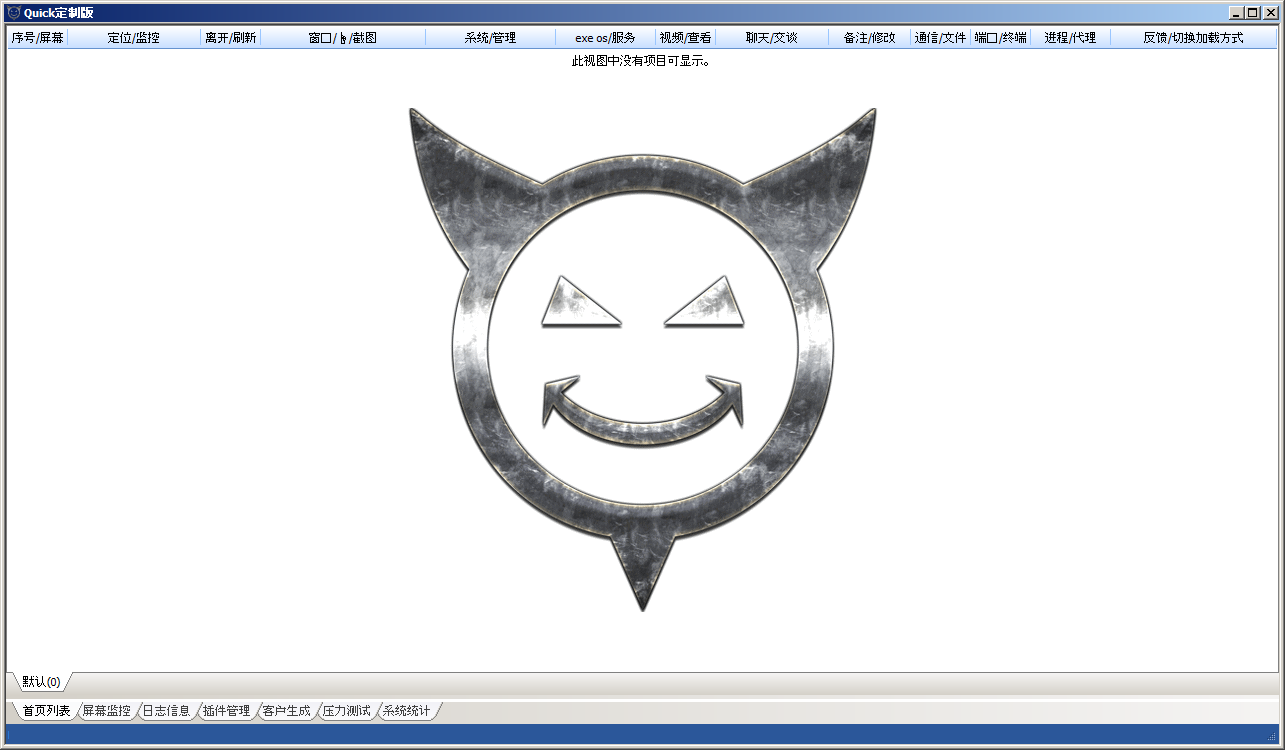 Quick定制版
序号/屏幕 定位/监控 离开/刷新 窗口/ 截图 系统/管理 exe os/服务 视频/查看 聊天/交谈 备注/修改 通信/文件 端口/终端 进程/代理 反馈/切换加载方式
此视图中没有项目可显示。
默认(0)
首页列表 屏幕监控 日志信息 插件管理 客户生成 压力测试 系统统计